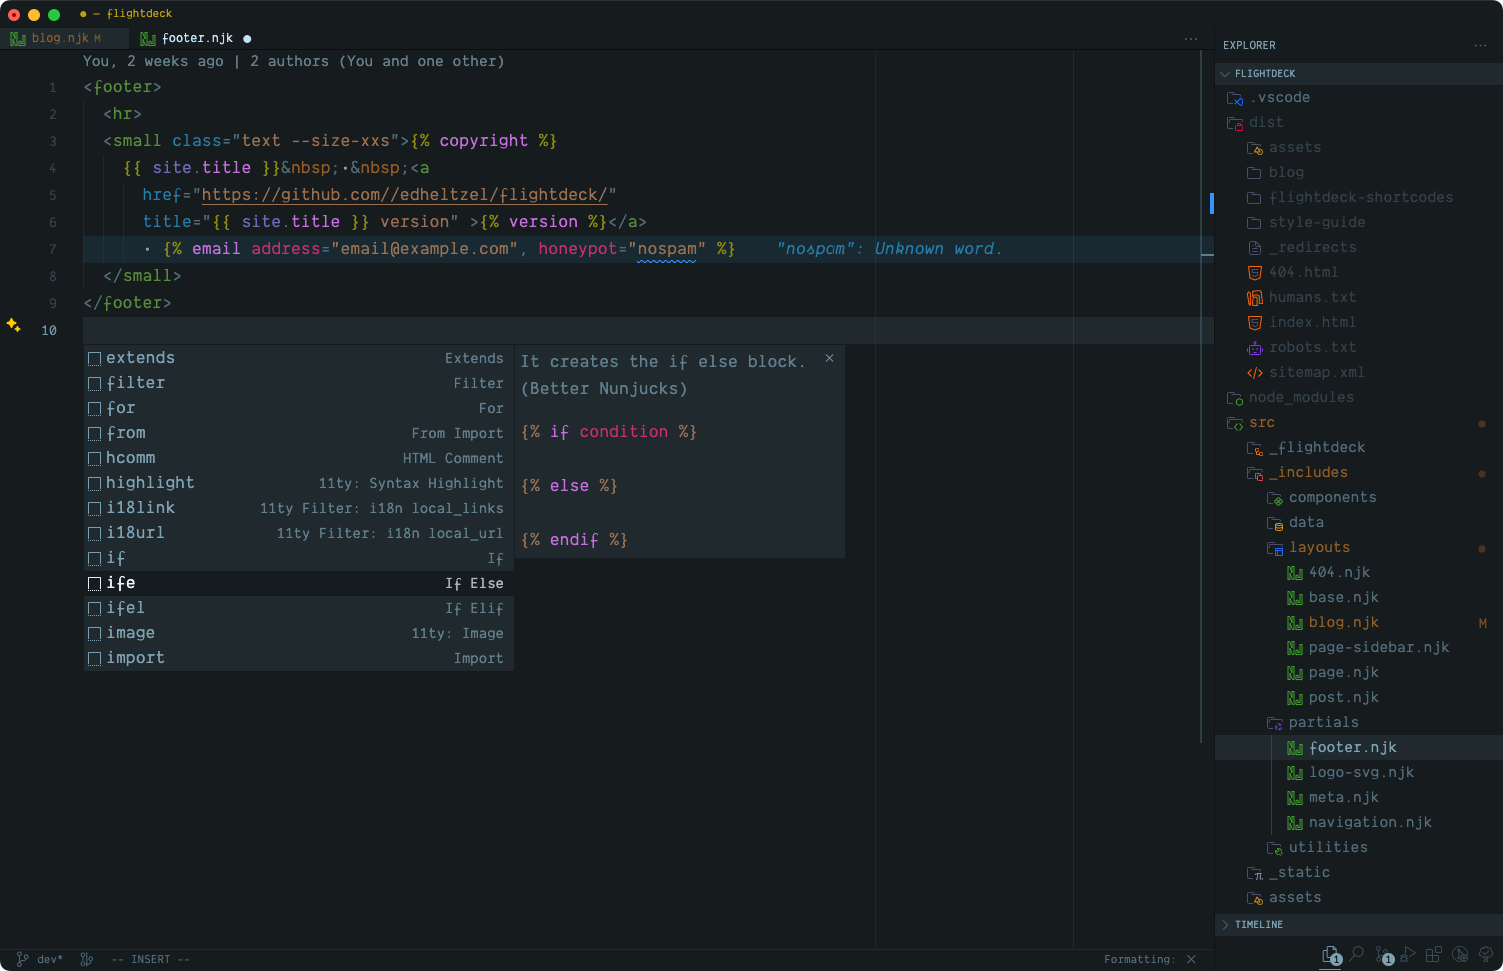 ● — flightdeck
blog.njk M
footer.njk ●
You, 2 weeks ago | 2 authors (You and one other)
1 <footer>
2 <hr>
3 <small class="text --size-xxs">{% copyright %}
4 {{ site.title }}&nbsp;·&nbsp;<a
5 href="https://github.com//edheltzel/flightdeck/"
6 title="{{ site.title }} version" >{% version %}</a>
7 · {% email address="email@example.com", honeypot="nospam" %} "nospam": Unknown word.
8 </small>
9 </footer>
10
extends Extends
filter Filter
for For
from From Import
hcomm HTML Comment
highlight 11ty: Syntax Highlight
i18link 11ty Filter: i18n local_links
i18url 11ty Filter: i18n local_url
if If
ife If Else
ifel If Elif
image 11ty: Image
import Import
It creates the if else block.
(Better Nunjucks)
{% if condition %}
{% else %}
{% endif %}
EXPLORER
FLIGHTDECK
.vscode
dist
assets
blog
flightdeck-shortcodes
style-guide
_redirects
404.html
humans.txt
index.html
robots.txt
sitemap.xml
node_modules
src
_flightdeck
_includes
components
data
layouts
404.njk
base.njk
blog.njk M
page-sidebar.njk
page.njk
post.njk
partials
footer.njk
logo-svg.njk
meta.njk
navigation.njk
utilities
_static
assets
TIMELINE
dev* -- INSERT --
Formatting: ×
1
1